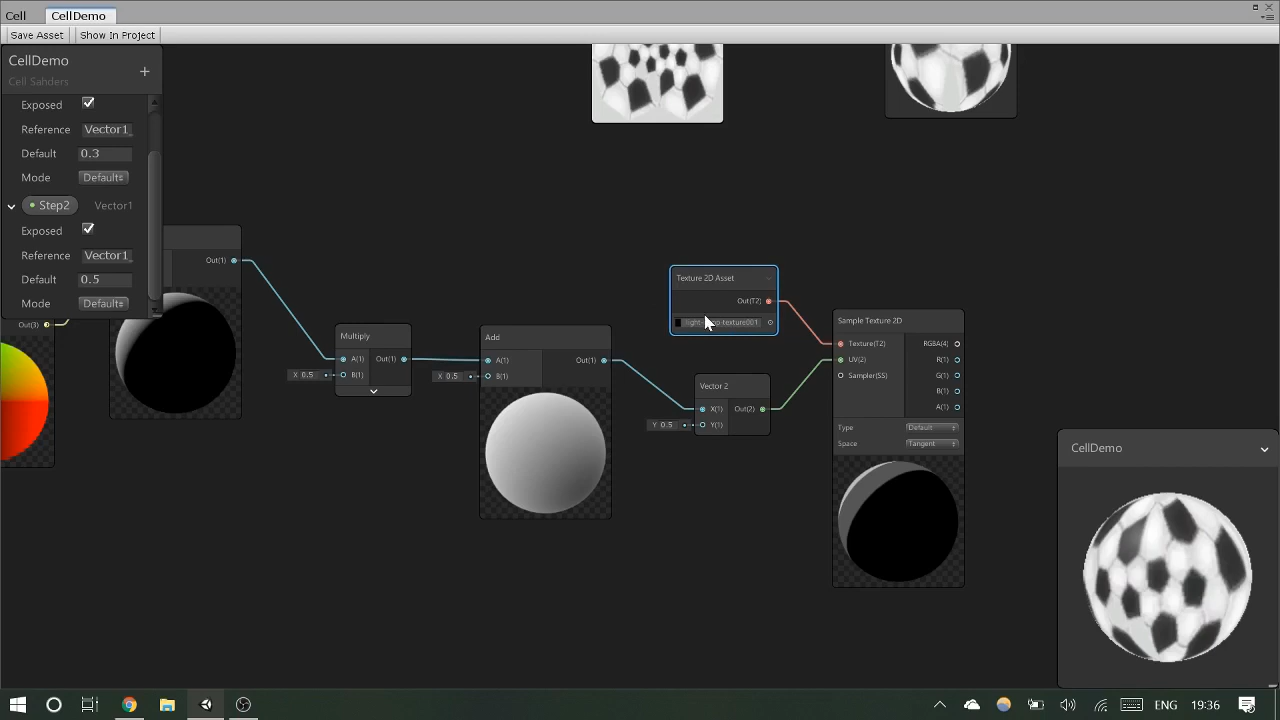 Cell CellDemo
Save Asset Show In Project
CellDemo +
Cell Sahders
Exposed
Reference Vector1_
Default 0.3
Mode Default
Step2 Vector1
Exposed
Reference Vector1_
Default 0.5
Mode Default
Out(3)
Out(1)
Multiply
A(1) Out(1)
X 0.5 B(1)
Add
A(1) Out(1)
X 0.5 B(1)
Texture 2D Asset
Out(T2)
Vector 2
X(1) Out(2)
Y 0.5 Y(1)
Sample Texture 2D
Texture(T2) RGBA(4)
UV(2) R(1)
Sampler(SS) G(1)
B(1)
A(1)
Type Default
Space Tangent
CellDemo
ENG 19:36